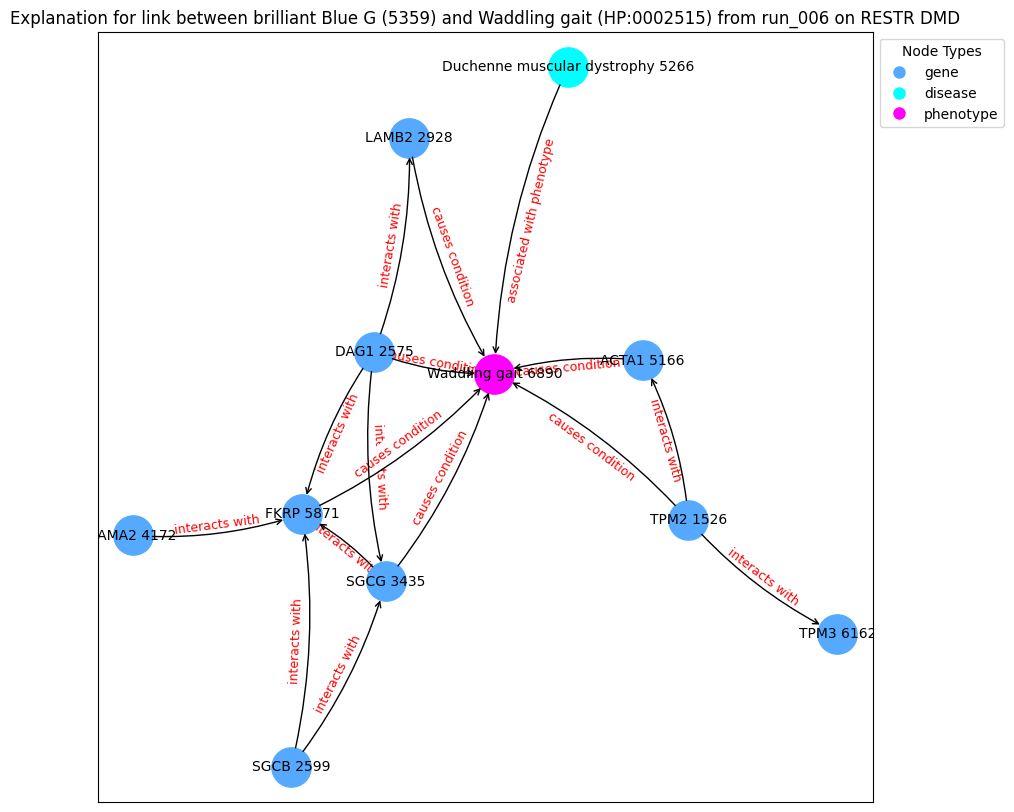 Explanation for link between brilliant Blue G (5359) and Waddling gait (HP:0002515) from run_006 on RESTR DMD
Node Types
gene
disease
phenotype
Duchenne muscular dystrophy 5266
LAMB2 2928
associated with phenotype
interacts with
causes condition
DAG1 2575
causes condition
Waddling gait 6890
causes condition
ACTA1 5166
interacts with
causes condition
causes condition
interacts with
causes condition
interacts with
FKRP 5871
TPM2 1526
AMA2 4172
interacts with
interacts with
SGCG 3435
interacts with
TPM3 6162
interacts with
interacts with
SGCB 2599